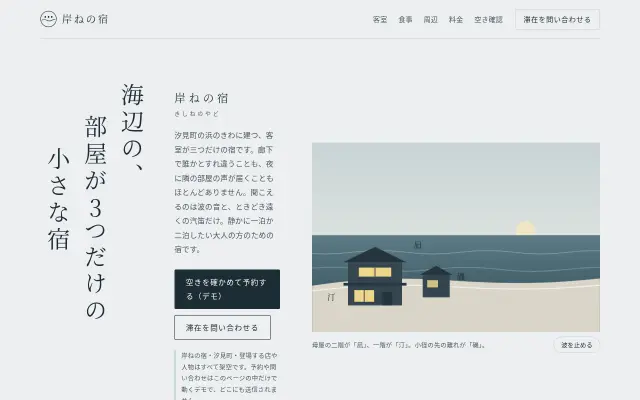 岸ねの宿
客室
食事
周辺
料金
空き確認
滞在を問い合わせる
海辺の、
部屋が3つだけの
小さな宿
岸ねの宿
きしねのやど
汐見町の浜のきわに建つ、客
室が三つだけの宿です。廊下
で誰かとすれ違うことも、夜
に隣の部屋の声が届くことも
ほとんどありません。聞こえ
るのは波の音と、ときどき遠
くの汽笛だけ。静かに一泊か
二泊したい大人の方のための
宿です。
空きを確かめて予約す
る（デモ）
滞在を問い合わせる
岸ねの宿・汐見町・登場する店や
人物はすべて架空です。予約や問
い合わせはこのページの中だけで
動くデモで、どこにも送信されま
凪
磯
汀
母屋の二階が「凪」、一階が「汀」。小径の先の離れが「磯」。
波を止める